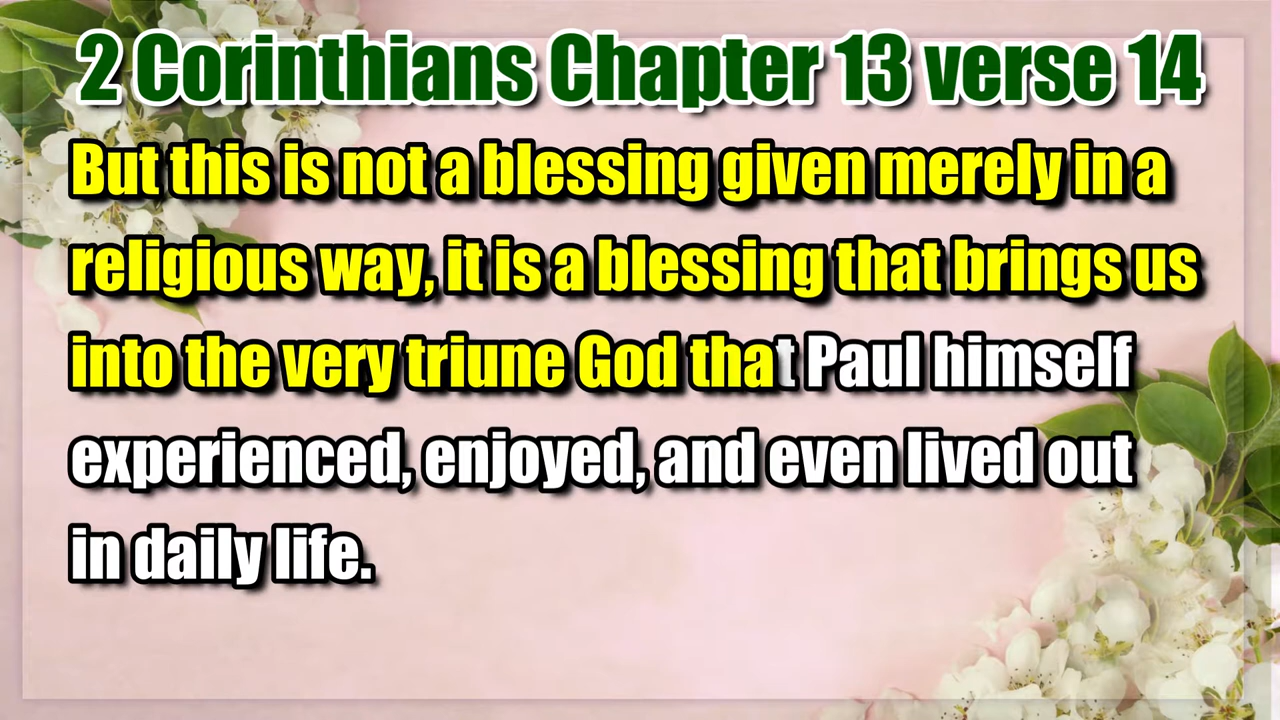 2 Corinthians Chapter 13 verse 14
But this is not a blessing given merely in a
religious way, it is a blessing that brings us
into the very triune God that Paul himself
experienced, enjoyed, and even lived out
in daily life.